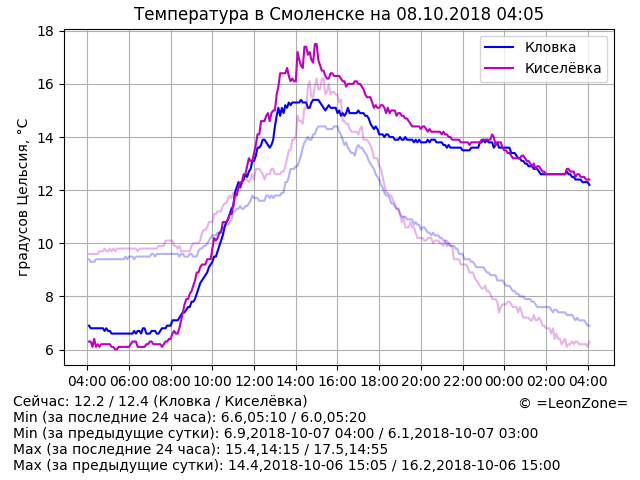 Температура в Смоленске на 08.10.2018 04:05
градусов Цельсия, °C
18
16
14
12
10
8
6
Кловка
Киселёвка
04:00 06:00 08:00 10:00 12:00 14:00 16:00 18:00 20:00 22:00 00:00 02:00 04:00
Сейчас: 12.2 / 12.4 (Кловка / Киселёвка)
© =LeonZone=
Min (за последние 24 часа): 6.6,05:10 / 6.0,05:20
Min (за предыдущие сутки): 6.9,2018-10-07 04:00 / 6.1,2018-10-07 03:00
Max (за последние 24 часа): 15.4,14:15 / 17.5,14:55
Max (за предыдущие сутки): 14.4,2018-10-06 15:05 / 16.2,2018-10-06 15:00